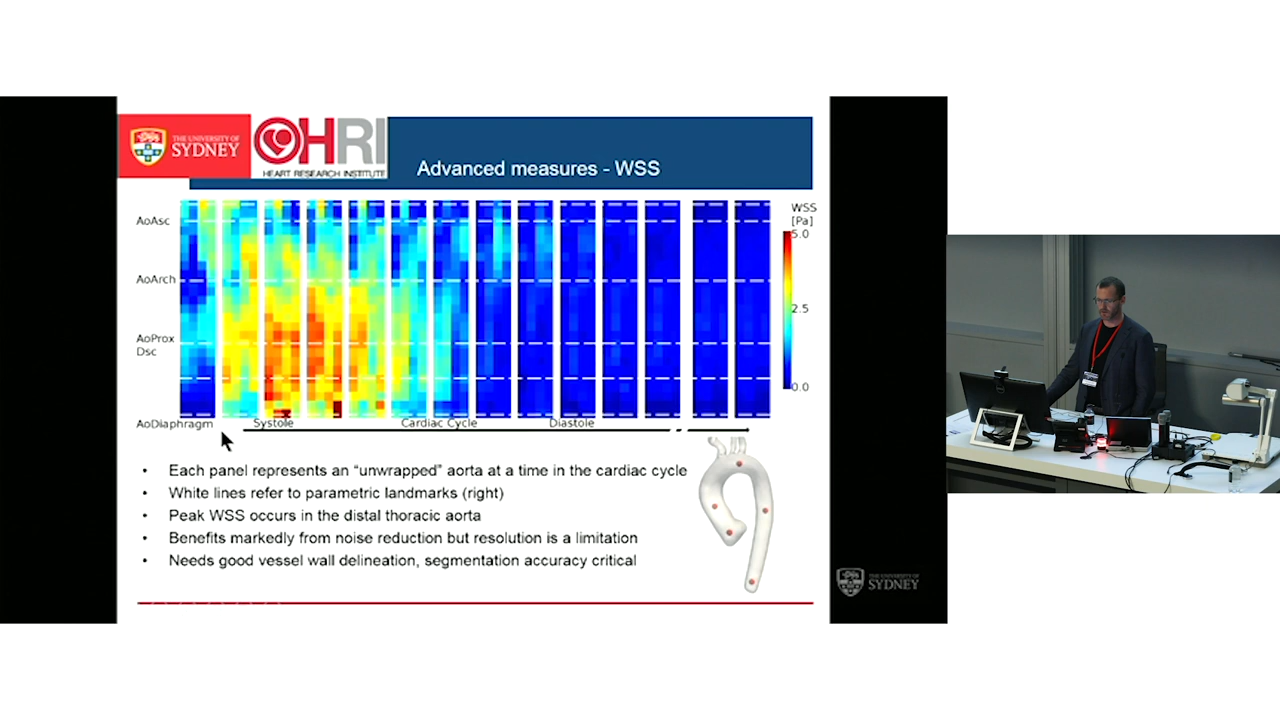 THE UNIVERSITY OF
SYDNEY
HRI
HEART RESEARCH INSTITUTE
Advanced measures - WSS
AoAsc
AoArch
AoProx
Dsc
AoDiaphragm
WSS
[Pa]
5.0
2.5
0.0
Systole
Cardiac Cycle
Diastole
• Each panel represents an “unwrapped” aorta at a time in the cardiac cycle
• White lines refer to parametric landmarks (right)
• Peak WSS occurs in the distal thoracic aorta
• Benefits markedly from noise reduction but resolution is a limitation
• Needs good vessel wall delineation, segmentation accuracy critical
THE UNIVERSITY OF
SYDNEY